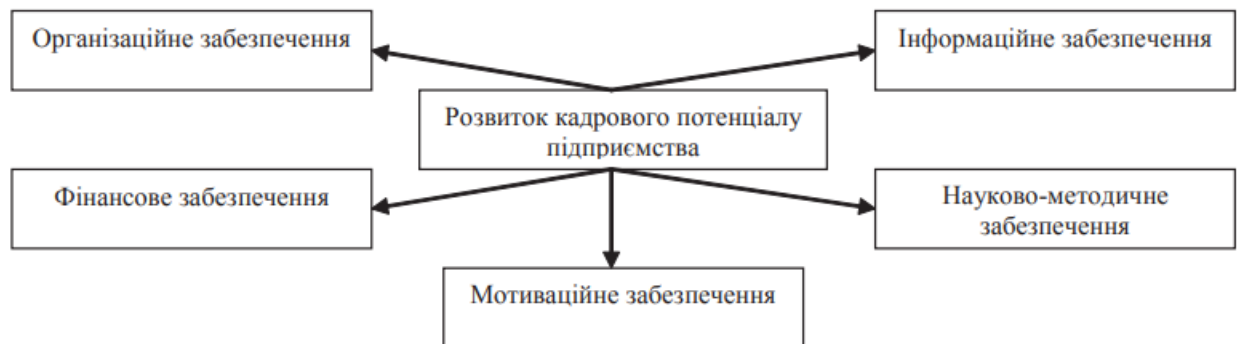 Організаційне забезпечення
Інформаційне забезпечення
Розвиток кадрового потенціалу
підприємства
Фінансове забезпечення
Науково-методичне
забезпечення
Мотиваційне забезпечення